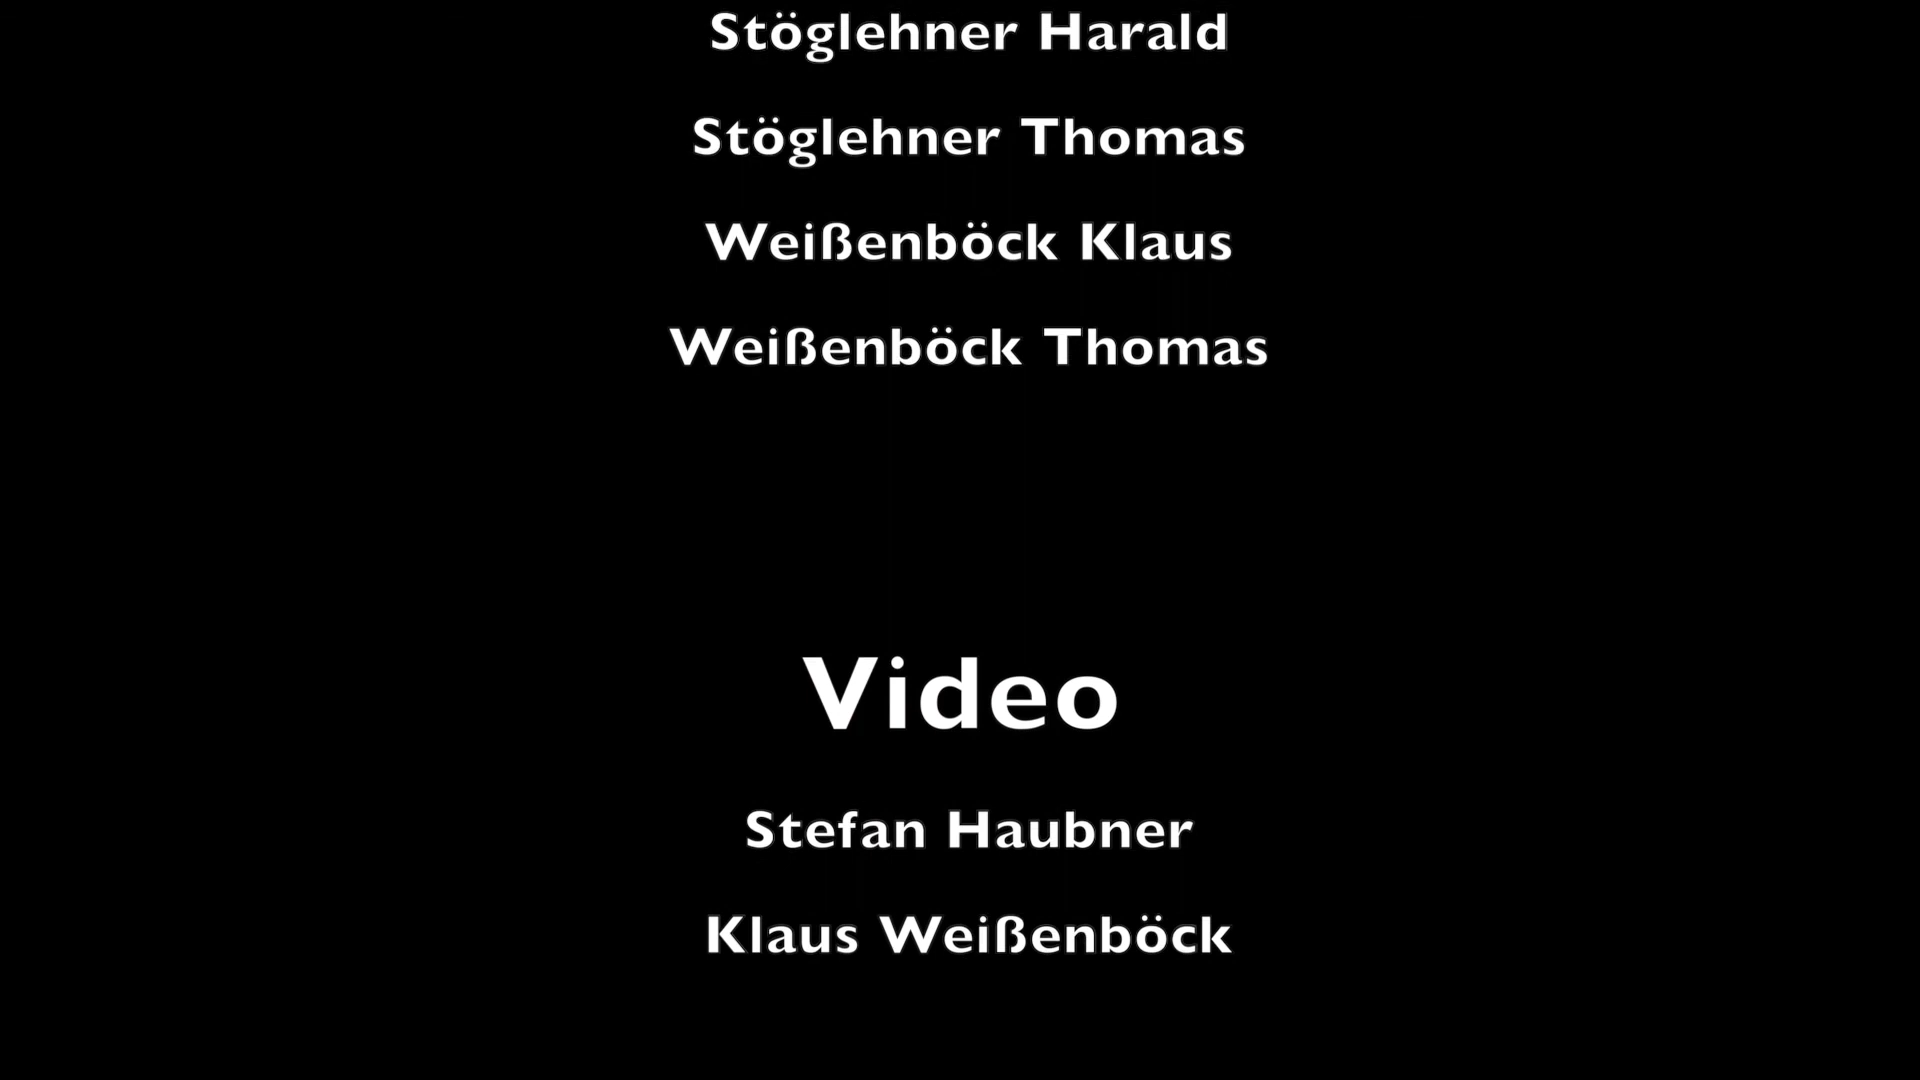 Stöglehner Harald
Stöglehner Thomas
Weißenböck Klaus
Weißenböck Thomas
Video
Stefan Haubner
Klaus Weißenböck